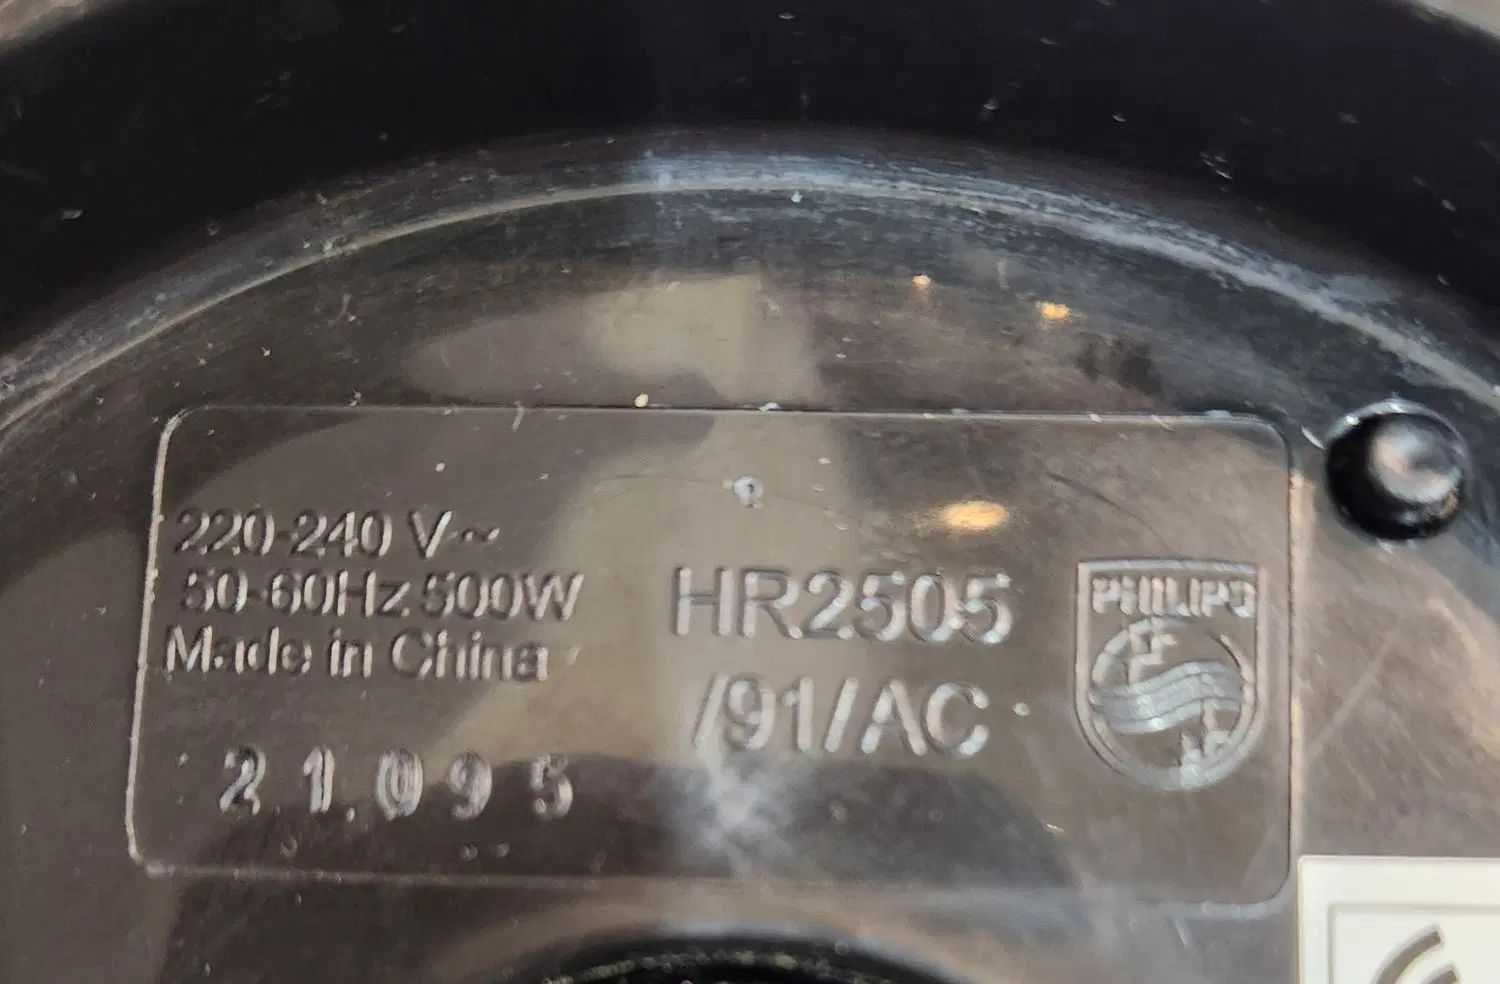 220-240 V~
50-60Hz 500W
Made in China
21.095
HR2505
/91/AC
PHILIPS